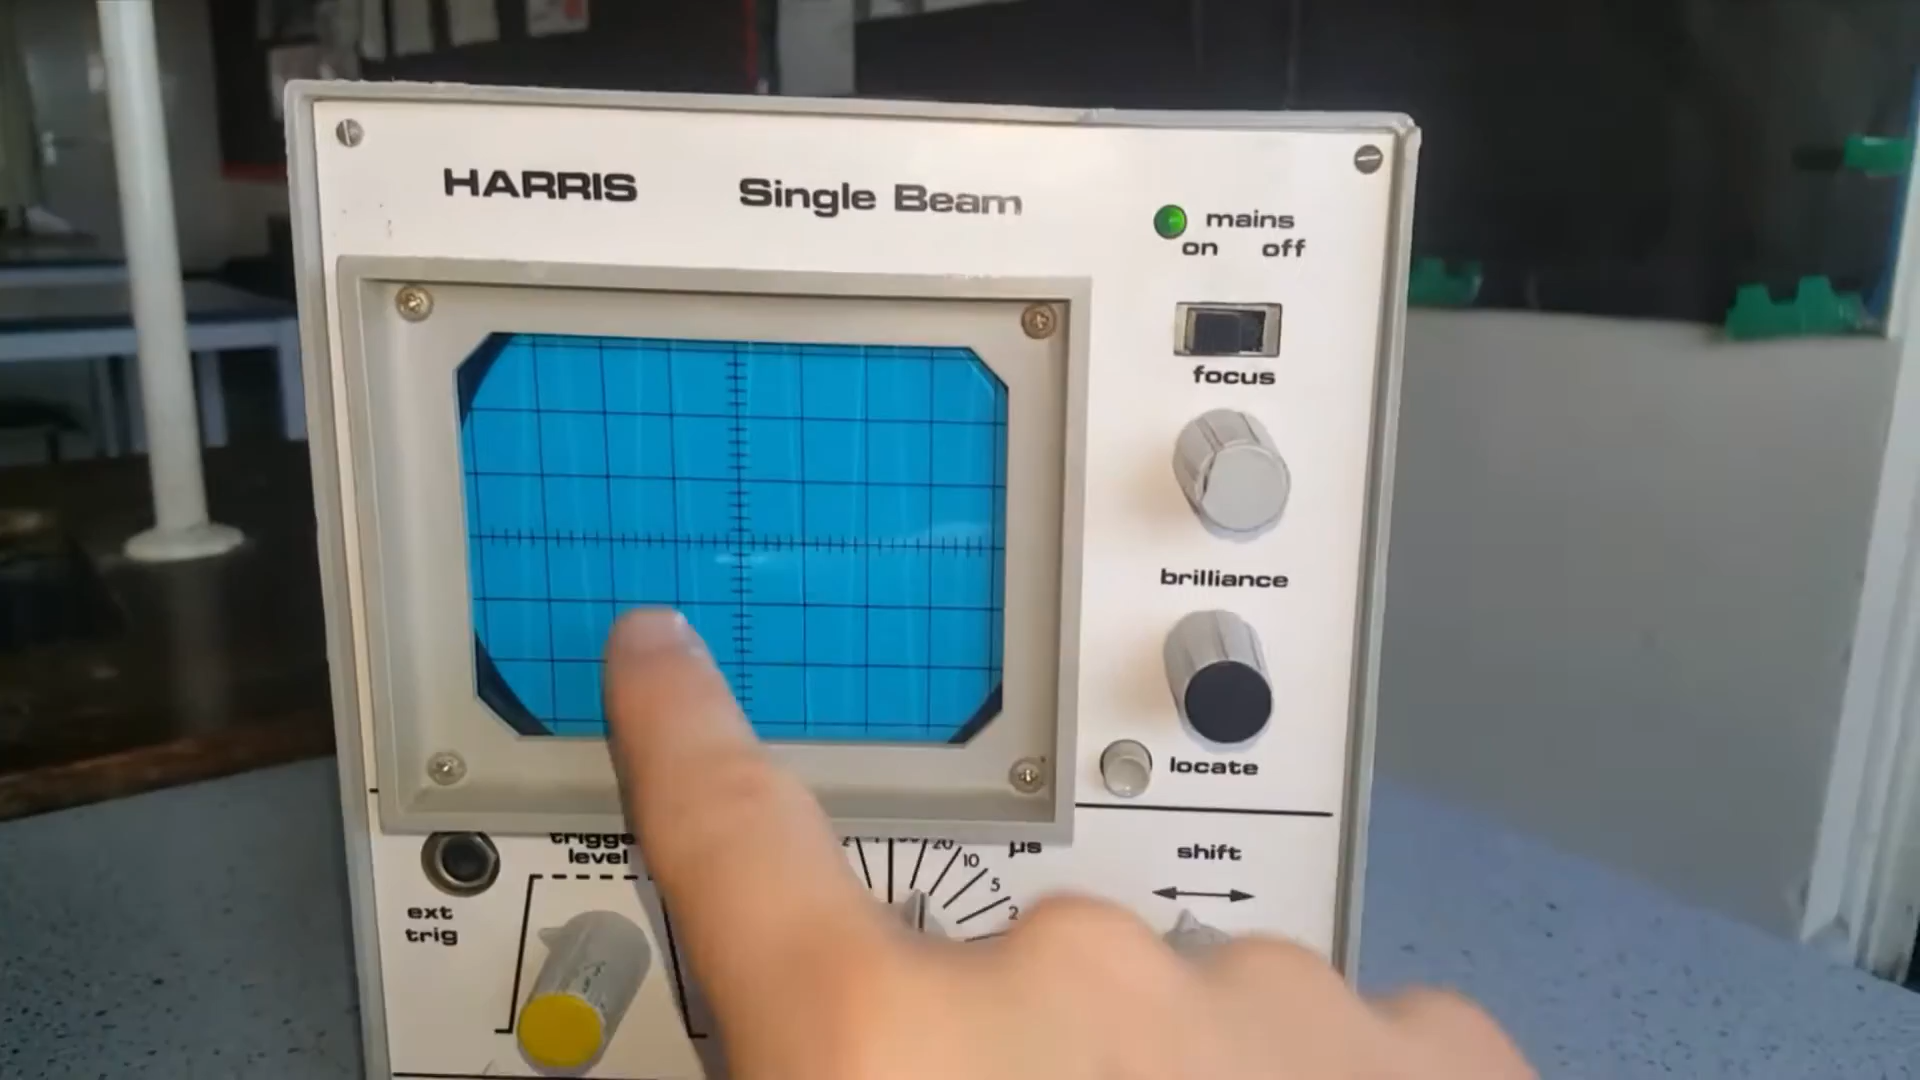 HARRIS Single Beam
mains
on off
focus
brilliance
locate
level
20
10
5
2
µs
shift
ext
trig